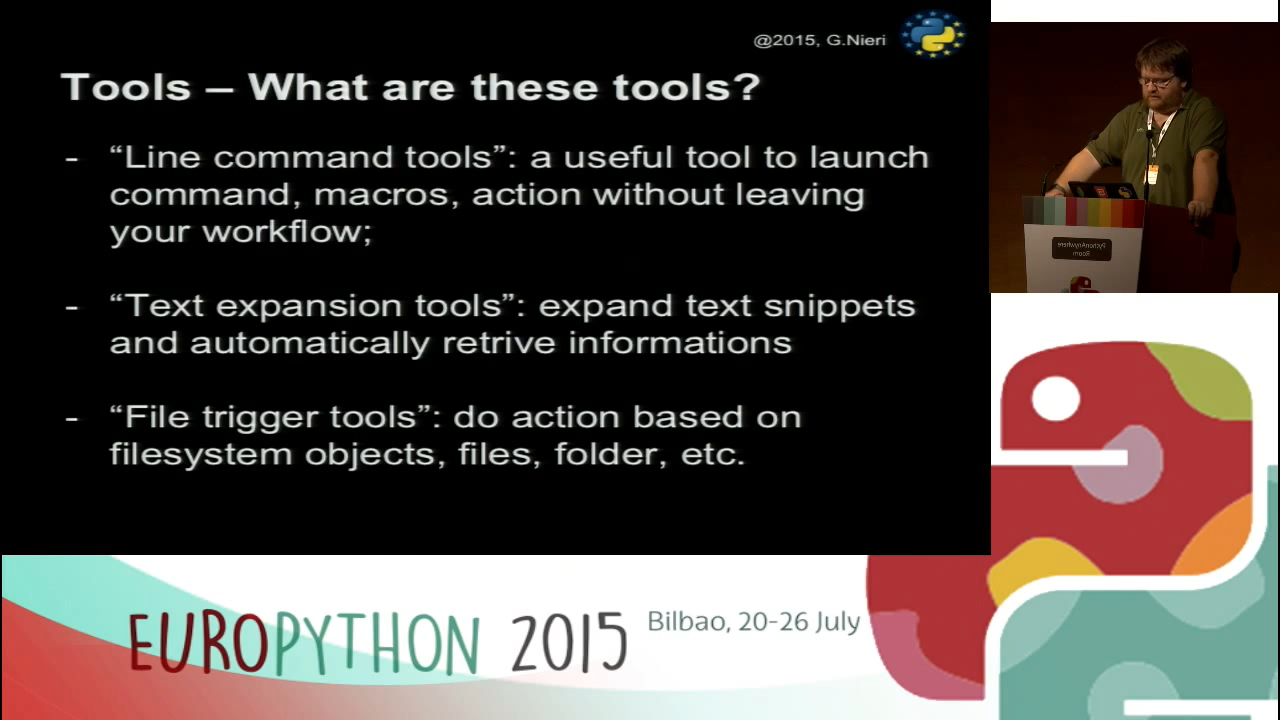 @2015, G.Nieri
Tools – What are these tools?
- “Line command tools”: a useful tool to launch
command, macros, action without leaving
your workflow;
- “Text expansion tools”: expand text snippets
and automatically retrive informations
- “File trigger tools”: do action based on
filesystem objects, files, folder, etc.
PythonAnywhere
Room
EUROPYTHON 2015
Bilbao, 20-26 July